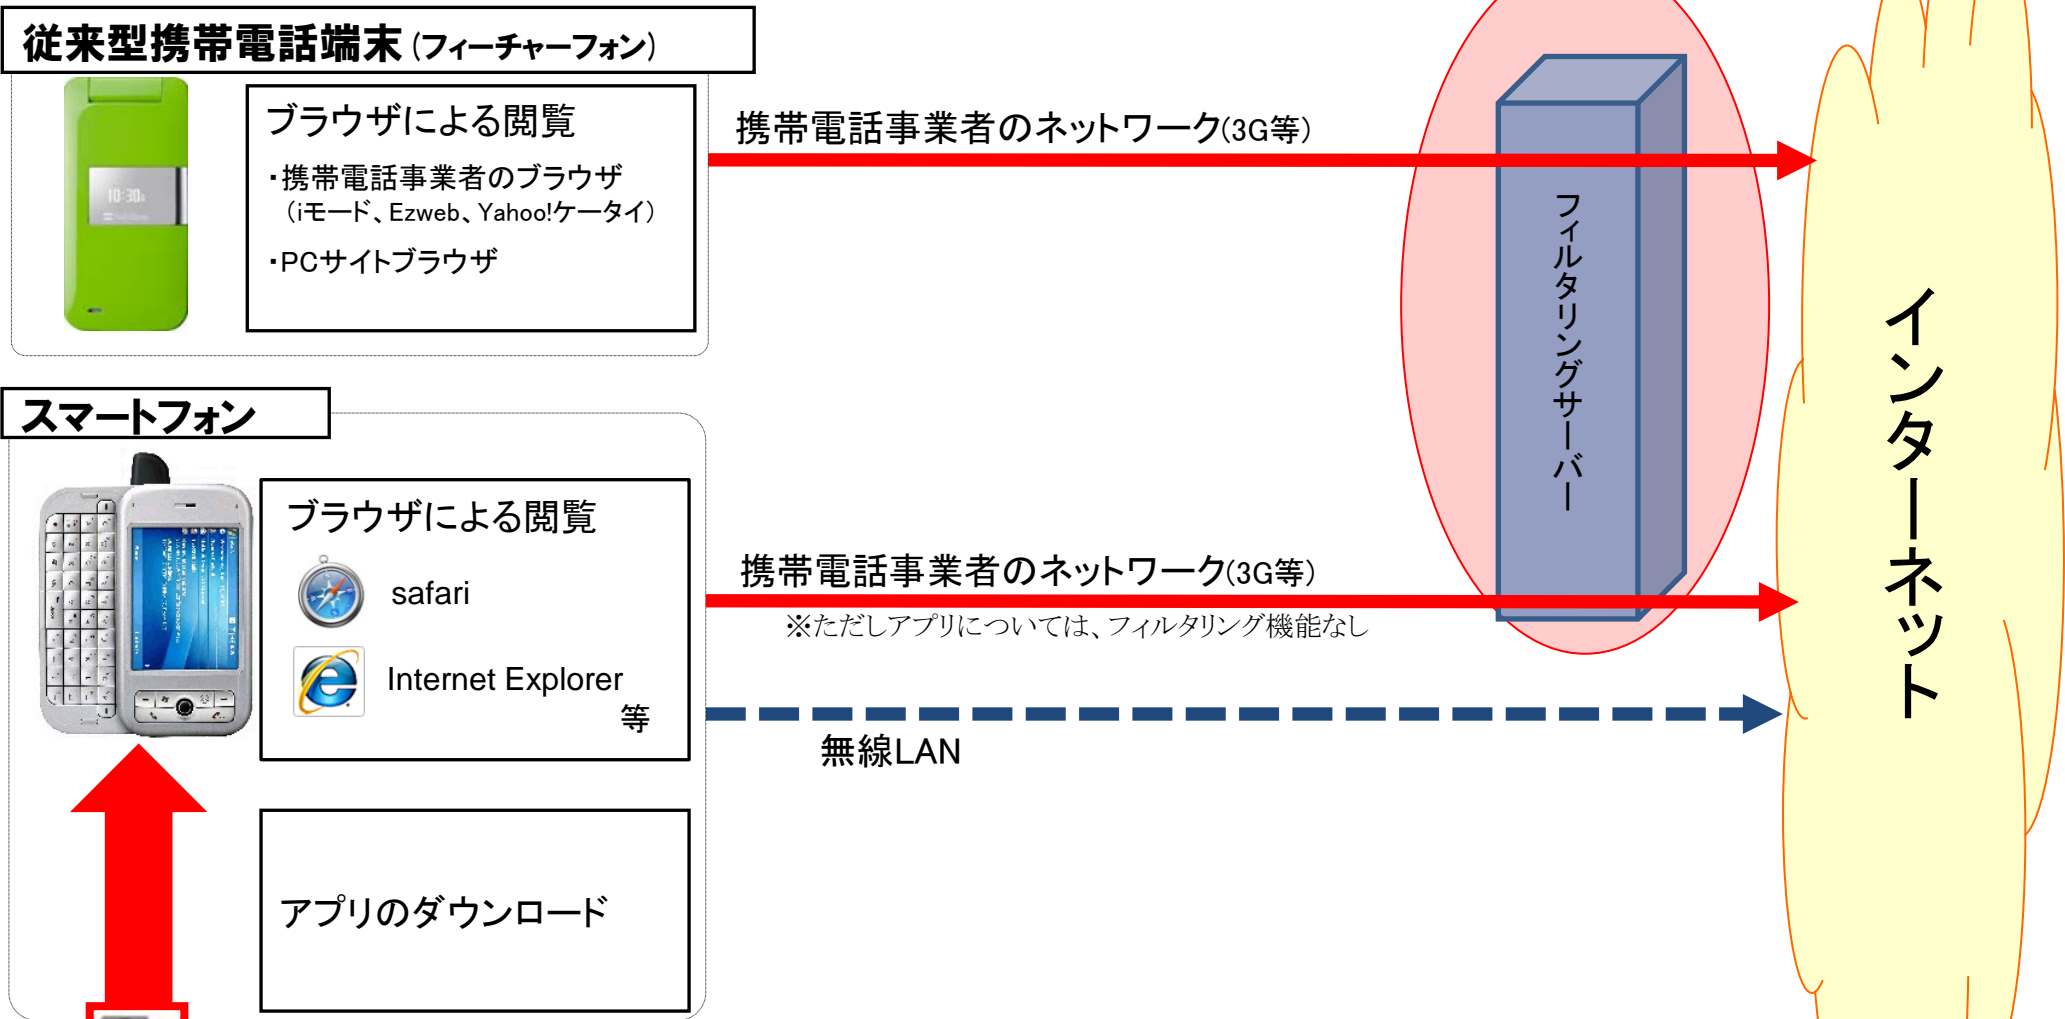 従来型携帯電話端末(フィーチャーフォン)
ブラウザによる閲覧
・携帯電話事業者のブラウザ
(iモード、Ezweb、Yahoo!ケータイ)
・PCサイトブラウザ
携帯電話事業者のネットワーク(3G等)
フィルタリングサーバー
インターネット
スマートフォン
ブラウザによる閲覧
safari
Internet Explorer
等
携帯電話事業者のネットワーク(3G等)
※ただしアプリについては、フィルタリング機能なし
無線LAN
アプリのダウンロード
10:30